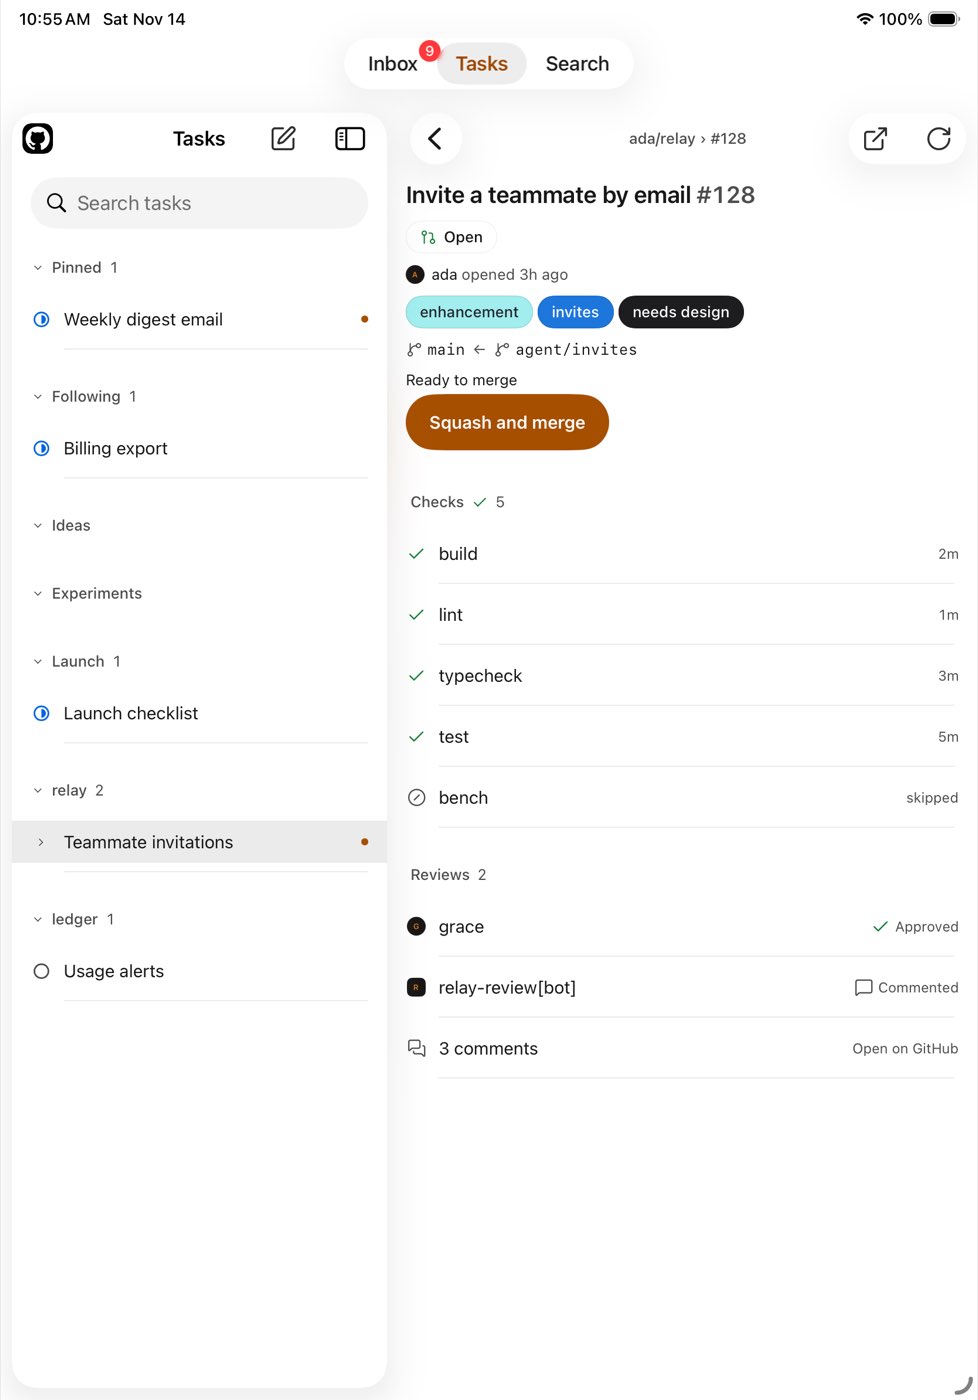 10:55 AM Sat Nov 14
100%
Inbox 9 Tasks Search
Tasks
Search tasks
Pinned 1
Weekly digest email
Following 1
Billing export
Ideas
Experiments
Launch 1
Launch checklist
relay 2
Teammate invitations
ledger 1
Usage alerts
ada/relay › #128
Invite a teammate by email #128
Open
A ada opened 3h ago
enhancement invites needs design
main ← agent/invites
Ready to merge
Squash and merge
Checks 5
build 2m
lint 1m
typecheck 3m
test 5m
bench skipped
Reviews 2
G grace Approved
R relay-review[bot] Commented
3 comments Open on GitHub